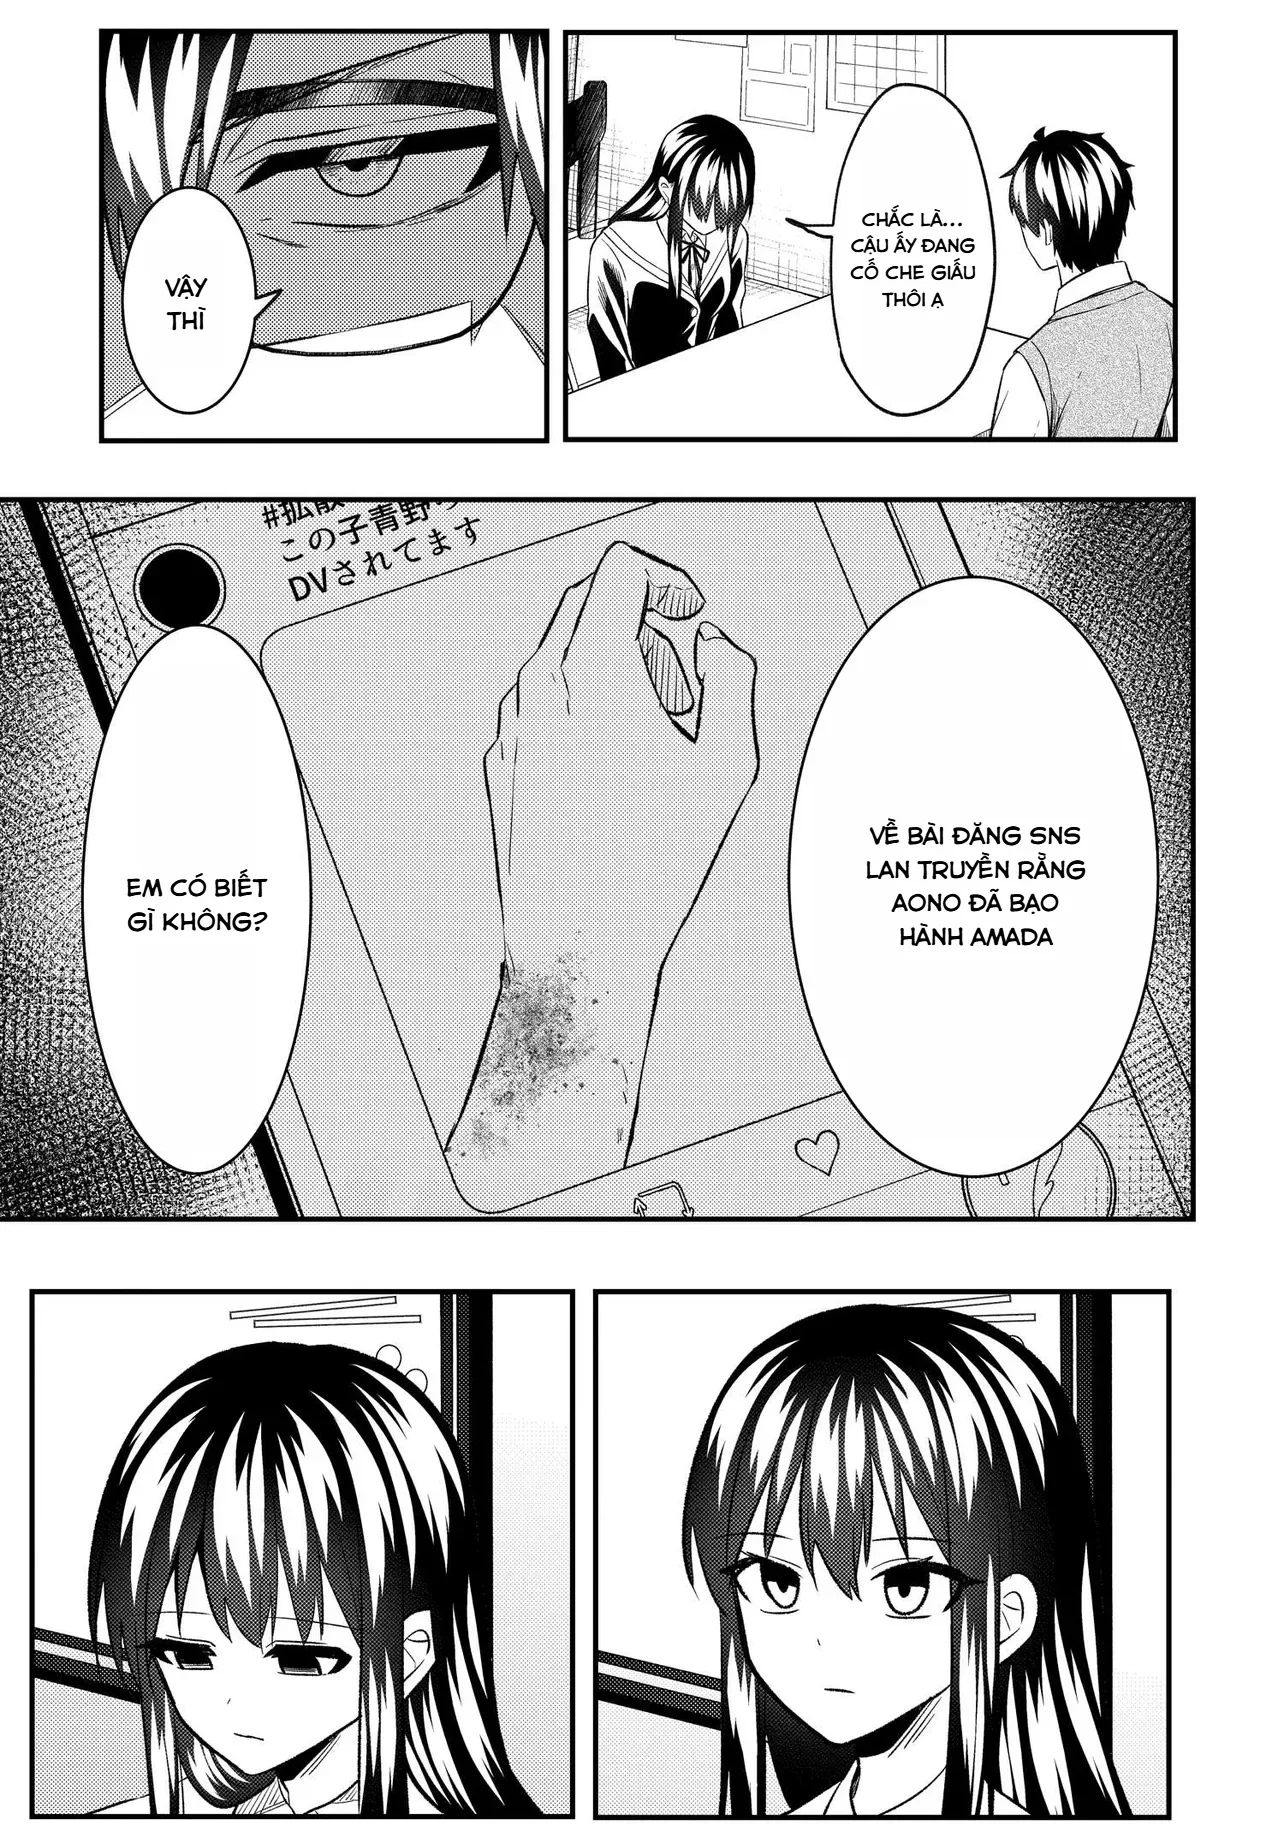 CHẮC LÀ...
CẬU ẤY ĐANG
CỐ CHE GIẤU
THÔI Ạ
VẬY
THÌ
#拡散
この子青野
DVされてます
VỀ BÀI ĐĂNG SNS
LAN TRUYỀN RẰNG
AONO ĐÃ BẠO
HÀNH AMADA
EM CÓ BIẾT
GÌ KHÔNG?